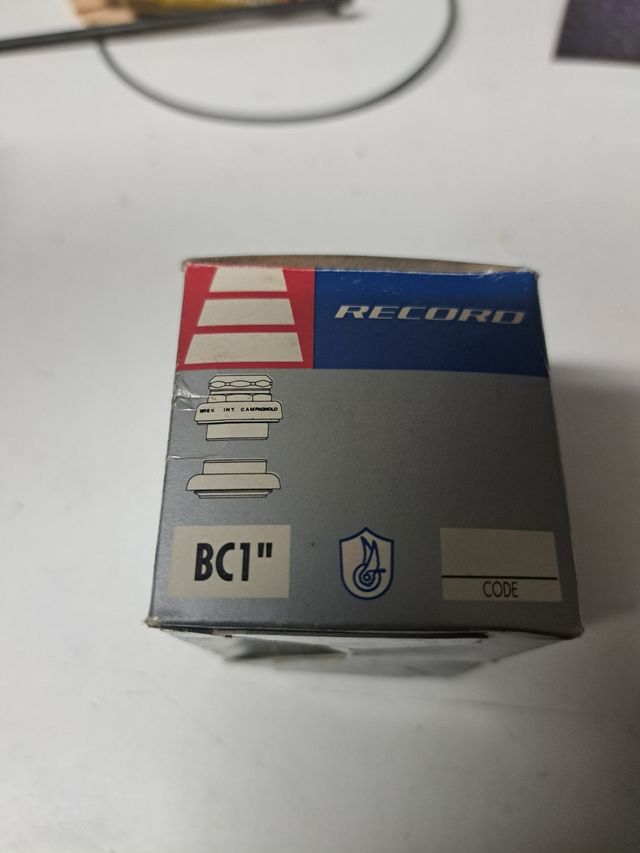 RECORD
BREV. INT. CAMPAGNOLO
BC1"
CODE